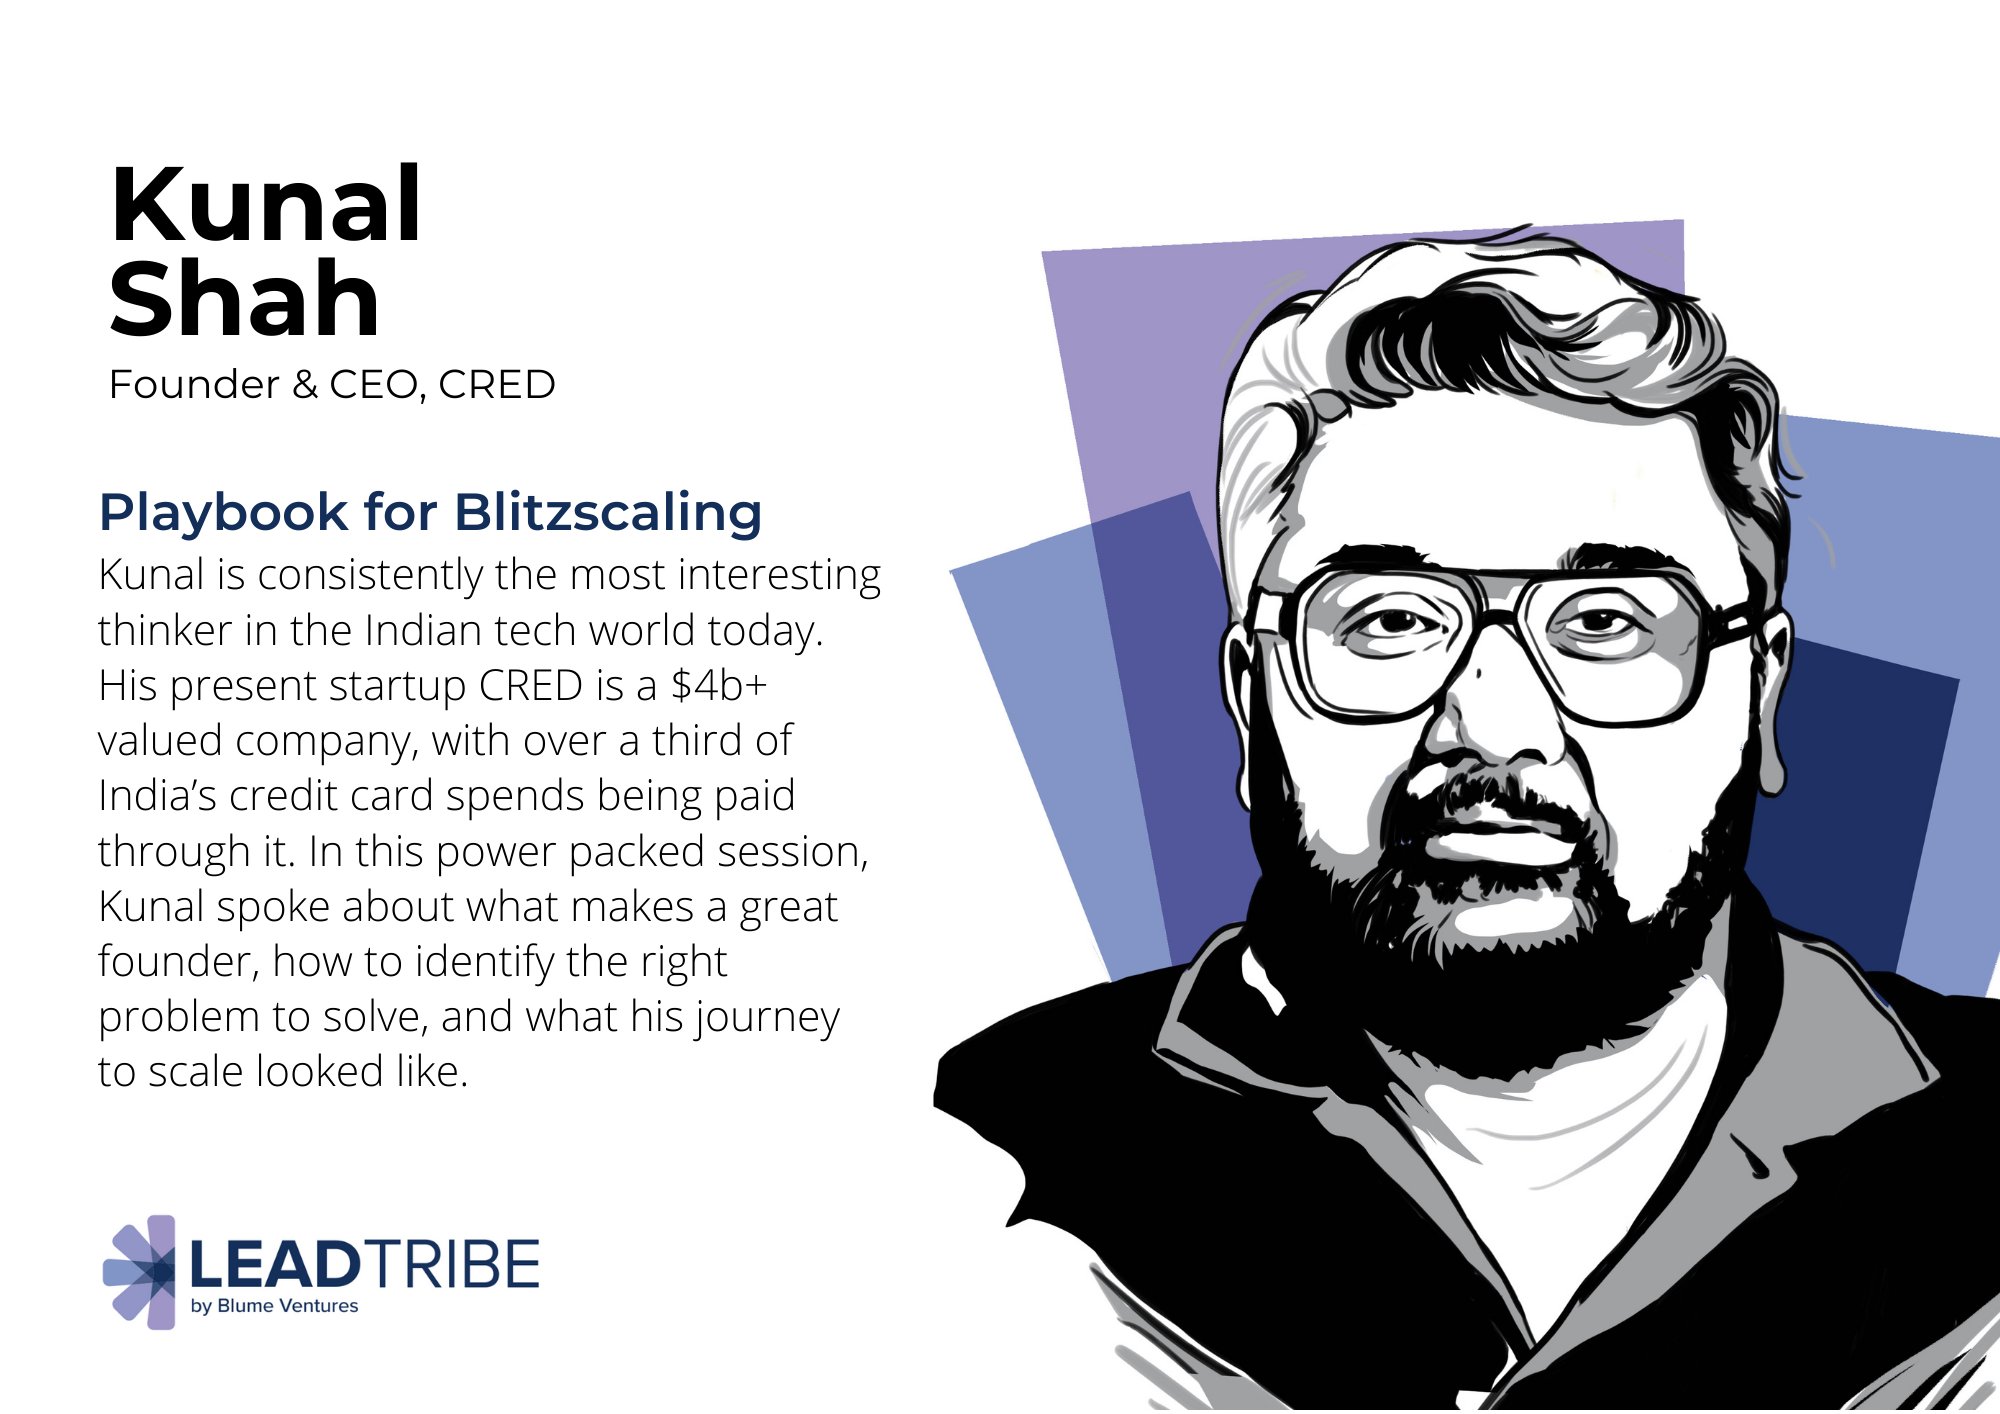 Kunal
Shah
Founder & CEO, CRED
Playbook for Blitzscaling
Kunal is consistently the most interesting
thinker in the Indian tech world today.
His present startup CRED is a $4b+
valued company, with over a third of
India’s credit card spends being paid
through it. In this power packed session,
Kunal spoke about what makes a great
founder, how to identify the right
problem to solve, and what his journey
to scale looked like.
LEADTRIBE
by Blume Ventures